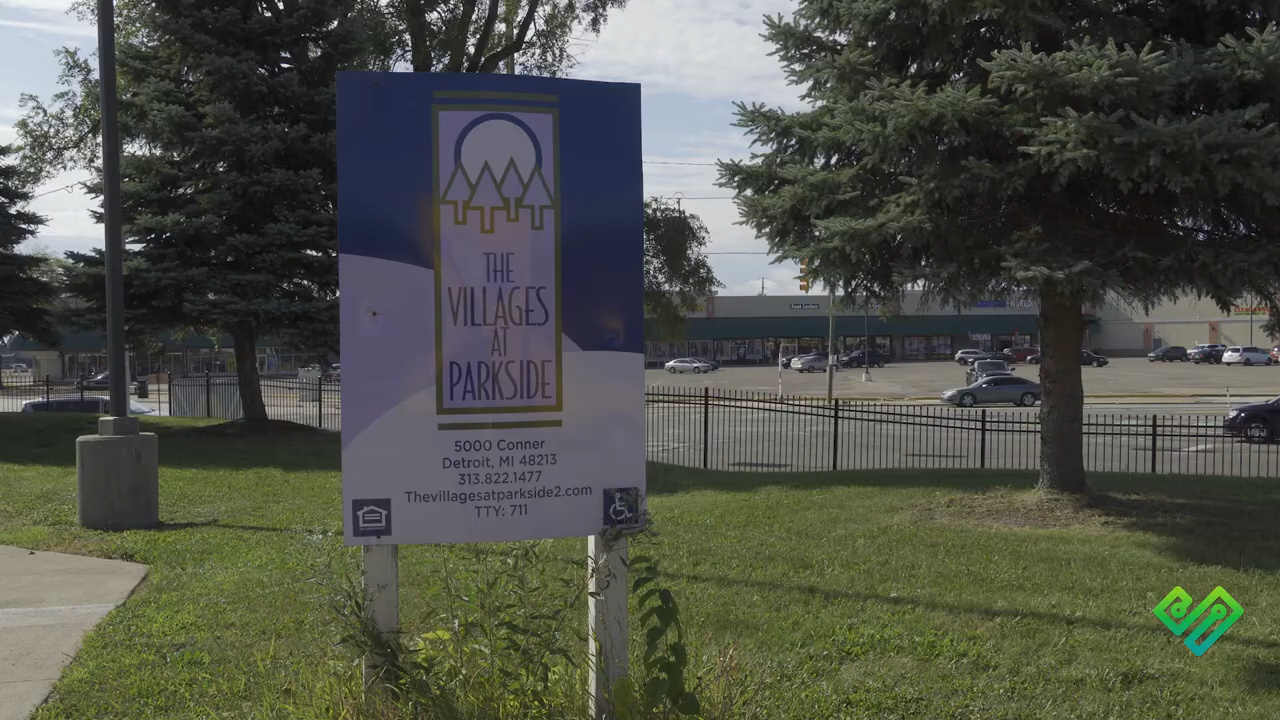 THE
VILLAGES
AT
PARKSIDE
5000 Conner
Detroit, MI 48213
313.822.1477
Thevillagesatparkside2.com
TTY: 711